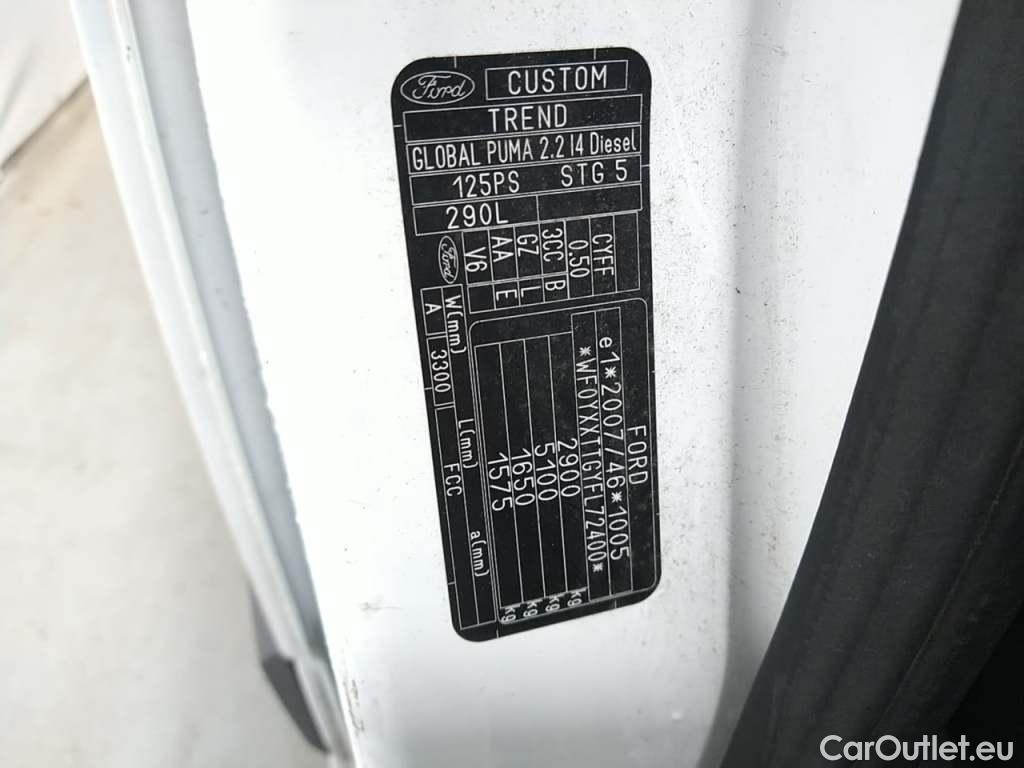 Ford
CUSTOM
TREND
GLOBAL PUMA 2.2 I4 Diesel
125PS STG 5
290L
CYFF
0.50
3CC B
GZ L
AA E
V6
Ford
FORD
e1*2007/46*1005
*WF0YXXTTGYFL72400*
2900 kg
5100 kg
1650 kg
1575 kg
W(mm) L(mm) a(mm)
A 3300 FCC
CarOutlet.eu